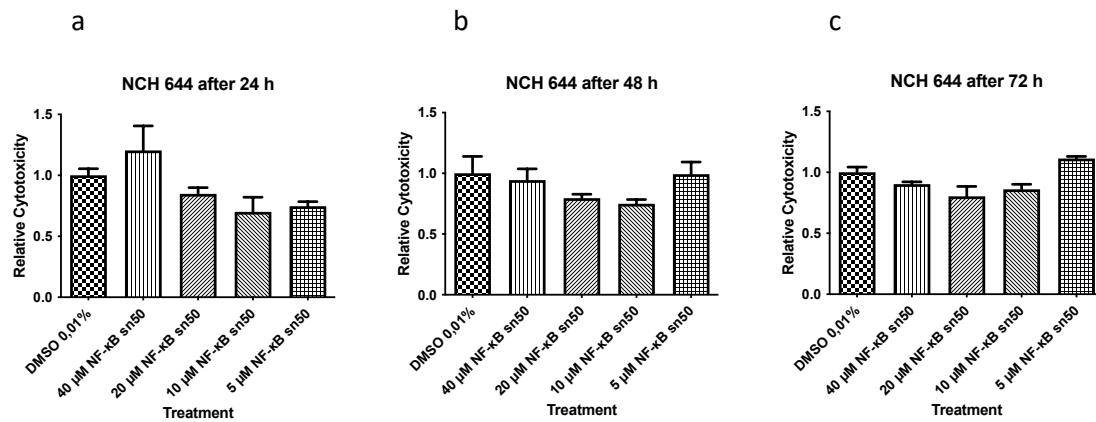 a
NCH 644 after 24 h
Relative Cytotoxicity
1.5
1.0
0.5
0.0
DMSO 0,01%
40 µM NF-κB sn50
20 µM NF-κB sn50
10 µM NF-κB sn50
5 µM NF-κB sn50
Treatment
b
NCH 644 after 48 h
Relative Cytotoxicity
1.5
1.0
0.5
0.0
DMSO 0,01%
40 µM NF-κB sn50
20 µM NF-κB sn50
10 µM NF-κB sn50
5 µM NF-κB sn50
Treatment
c
NCH 644 after 72 h
Relative Cytotoxicity
1.5
1.0
0.5
0.0
DMSO 0,01%
40 µM NF-κB sn50
20 µM NF-κB sn50
10 µM NF-κB sn50
5 µM NF-κB sn50
Treatment